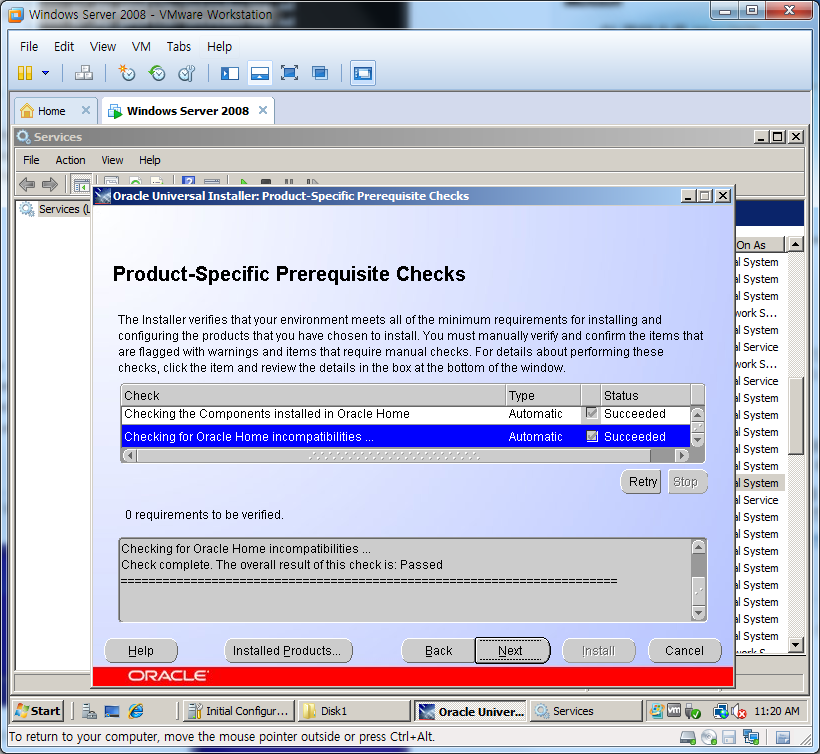 Windows Server 2008 - VMware Workstation
File Edit View VM Tabs Help
Home
Windows Server 2008
Services
File Action View Help
Services (L
Oracle Universal Installer: Product-Specific Prerequisite Checks
Product-Specific Prerequisite Checks
The Installer verifies that your environment meets all of the minimum requirements for installing and
configuring the products that you have chosen to install. You must manually verify and confirm the items that
are flagged with warnings and items that require manual checks. For details about performing these
checks, click the item and review the details in the box at the bottom of the window.
Check Type Status
Checking the Components installed in Oracle Home Automatic Succeeded
Checking for Oracle Home incompatibilities ... Automatic Succeeded
Retry Stop
0 requirements to be verified.
Checking for Oracle Home incompatibilities ...
Check complete. The overall result of this check is: Passed
========================================================================
Help Installed Products... Back Next Install Cancel
ORACLE
On As
al System
al System
al System
work S...
al System
al Service
work S...
al Service
al System
al System
al System
al System
al System
al System
al Service
al System
al System
al System
al System
al System
al System
al System
al System
work S
Start Initial Configur... Disk1 Oracle Univer... Services 11:20 AM
To return to your computer, move the mouse pointer outside or press Ctrl+Alt.